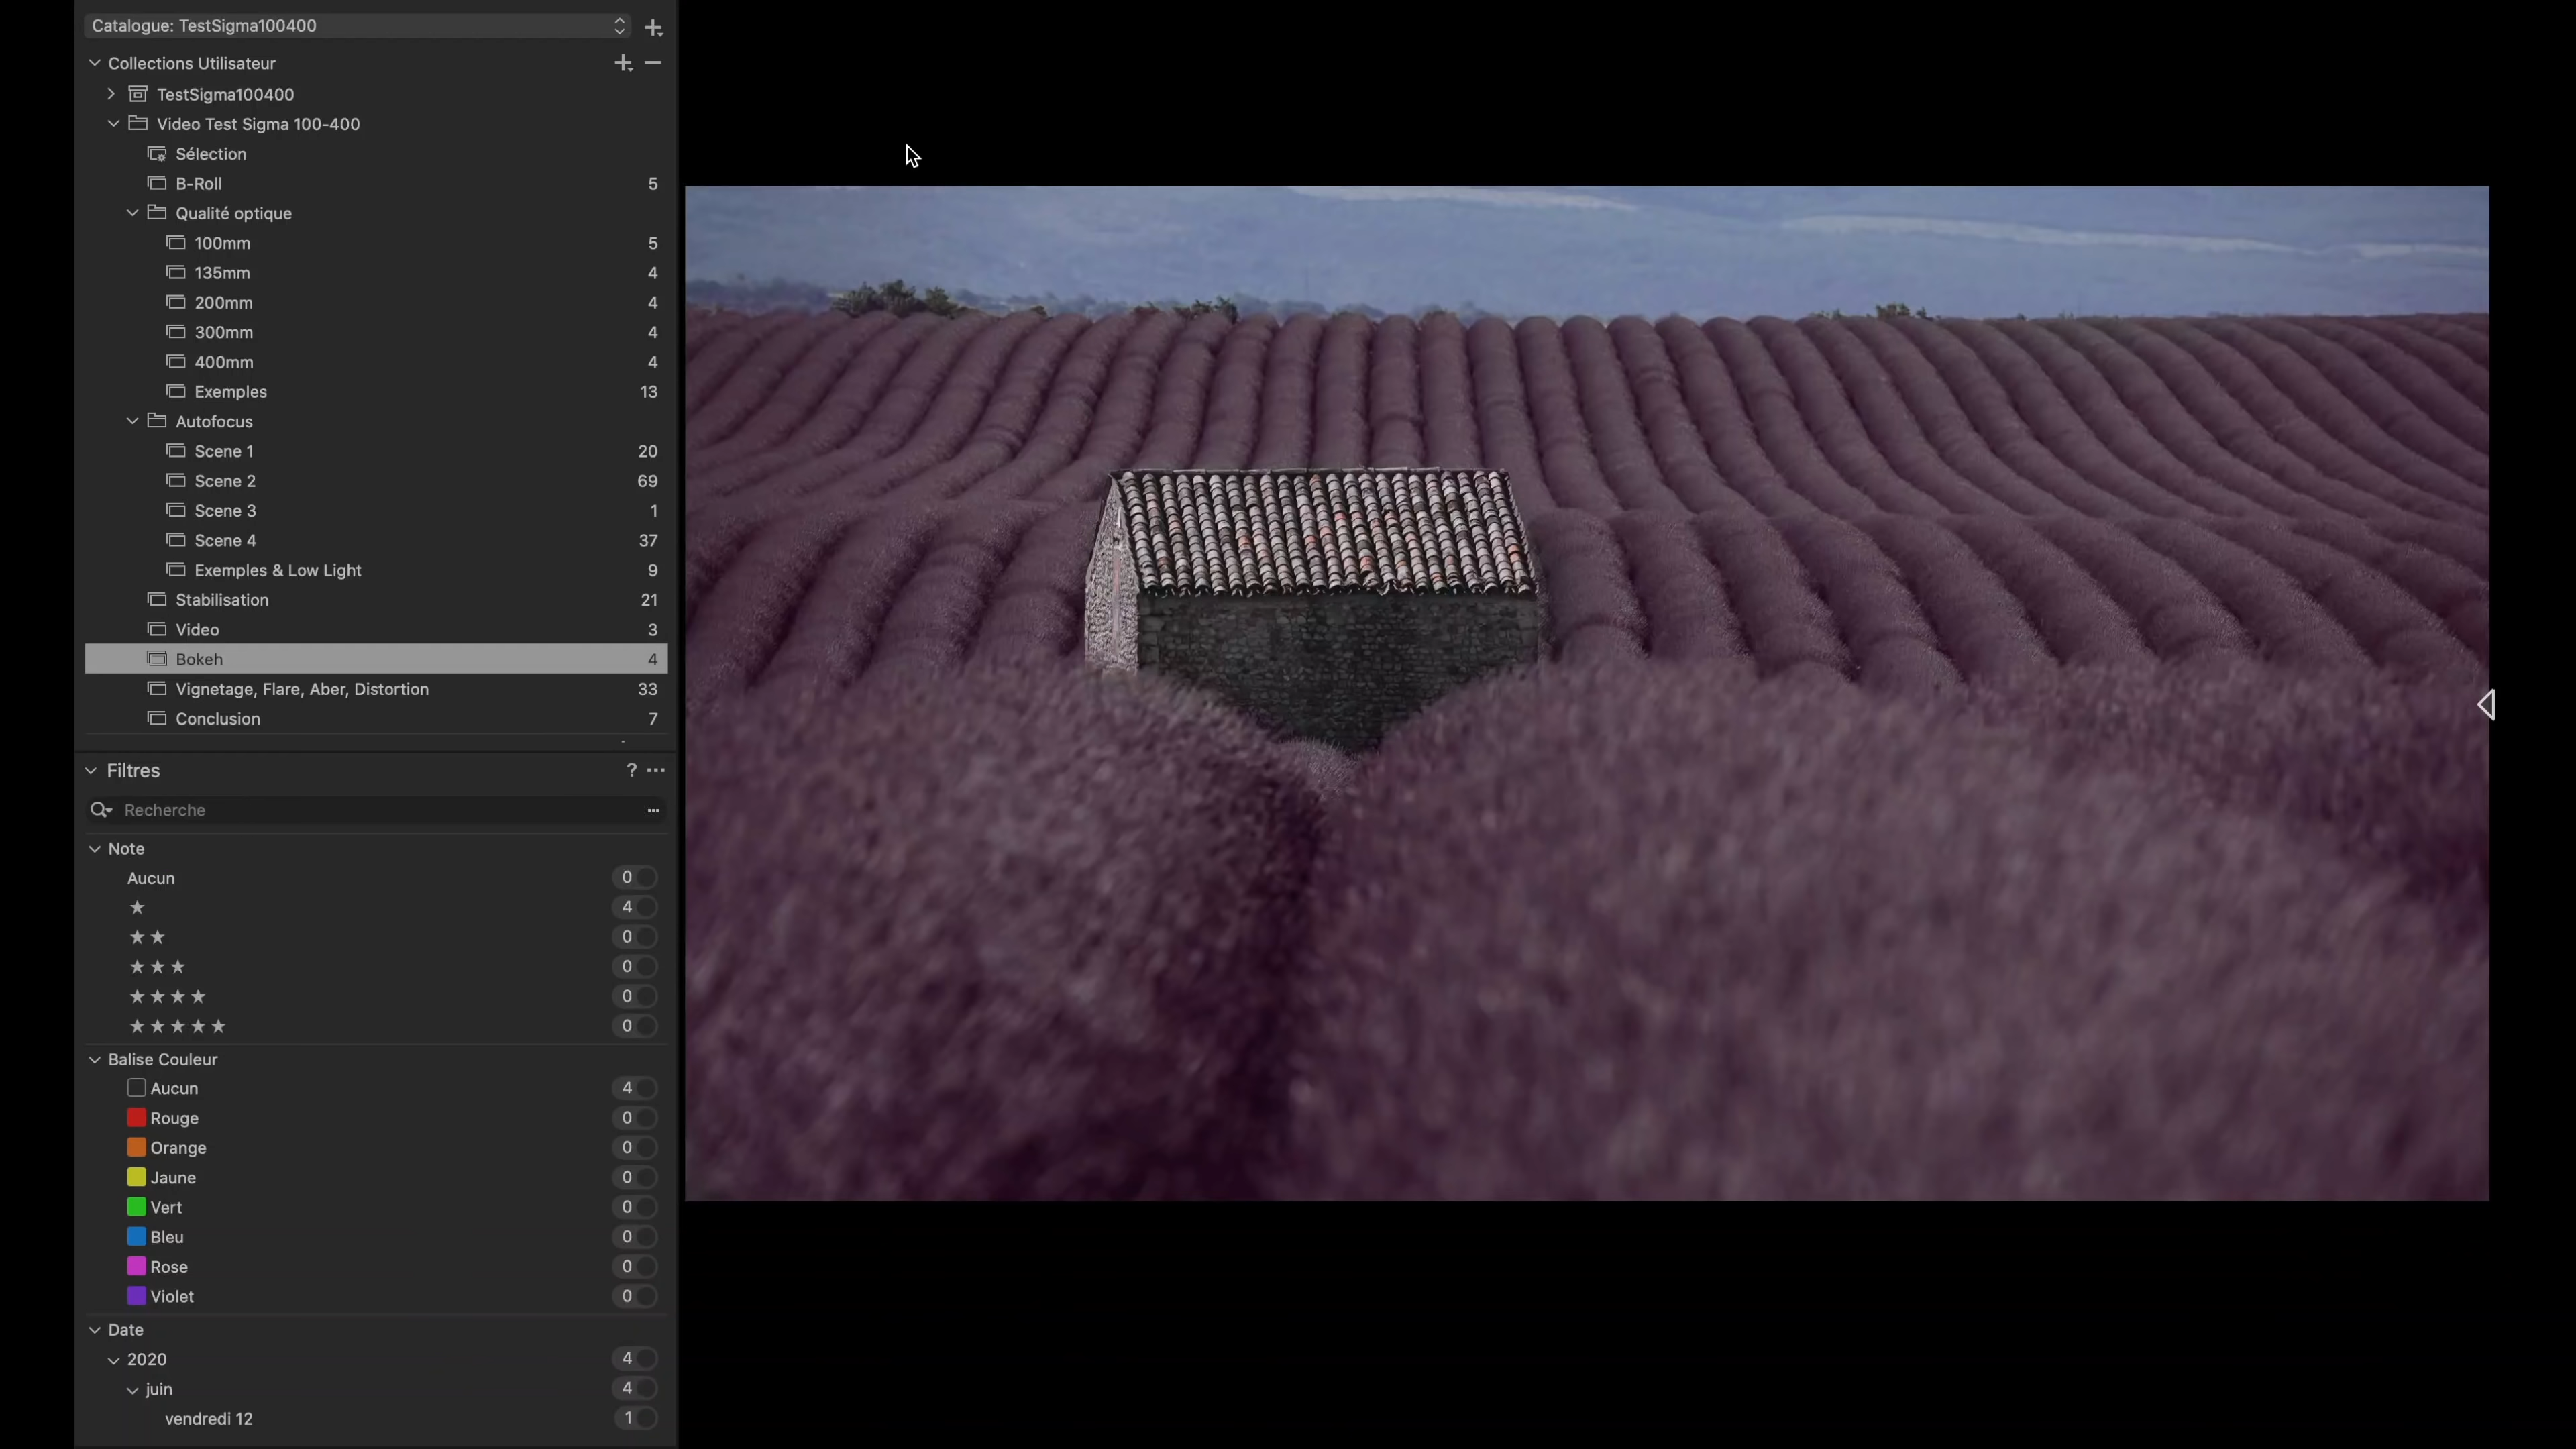 Catalogue: TestSigma100400
Collections Utilisateur
TestSigma100400
Video Test Sigma 100-400
Sélection
B-Roll 5
Qualité optique
100mm 5
135mm 4
200mm 4
300mm 4
400mm 4
Exemples 13
Autofocus
Scene 1 20
Scene 2 69
Scene 3 1
Scene 4 37
Exemples & Low Light 9
Stabilisation 21
Video 3
Bokeh 4
Vignetage, Flare, Aber, Distortion 33
Conclusion 7
Filtres ?
Recherche
Note
Aucun 0
4
0
0
0
0
Balise Couleur
Aucun 4
Rouge 0
Orange 0
Jaune 0
Vert 0
Bleu 0
Rose 0
Violet 0
Date
2020 4
juin 4
vendredi 12 1